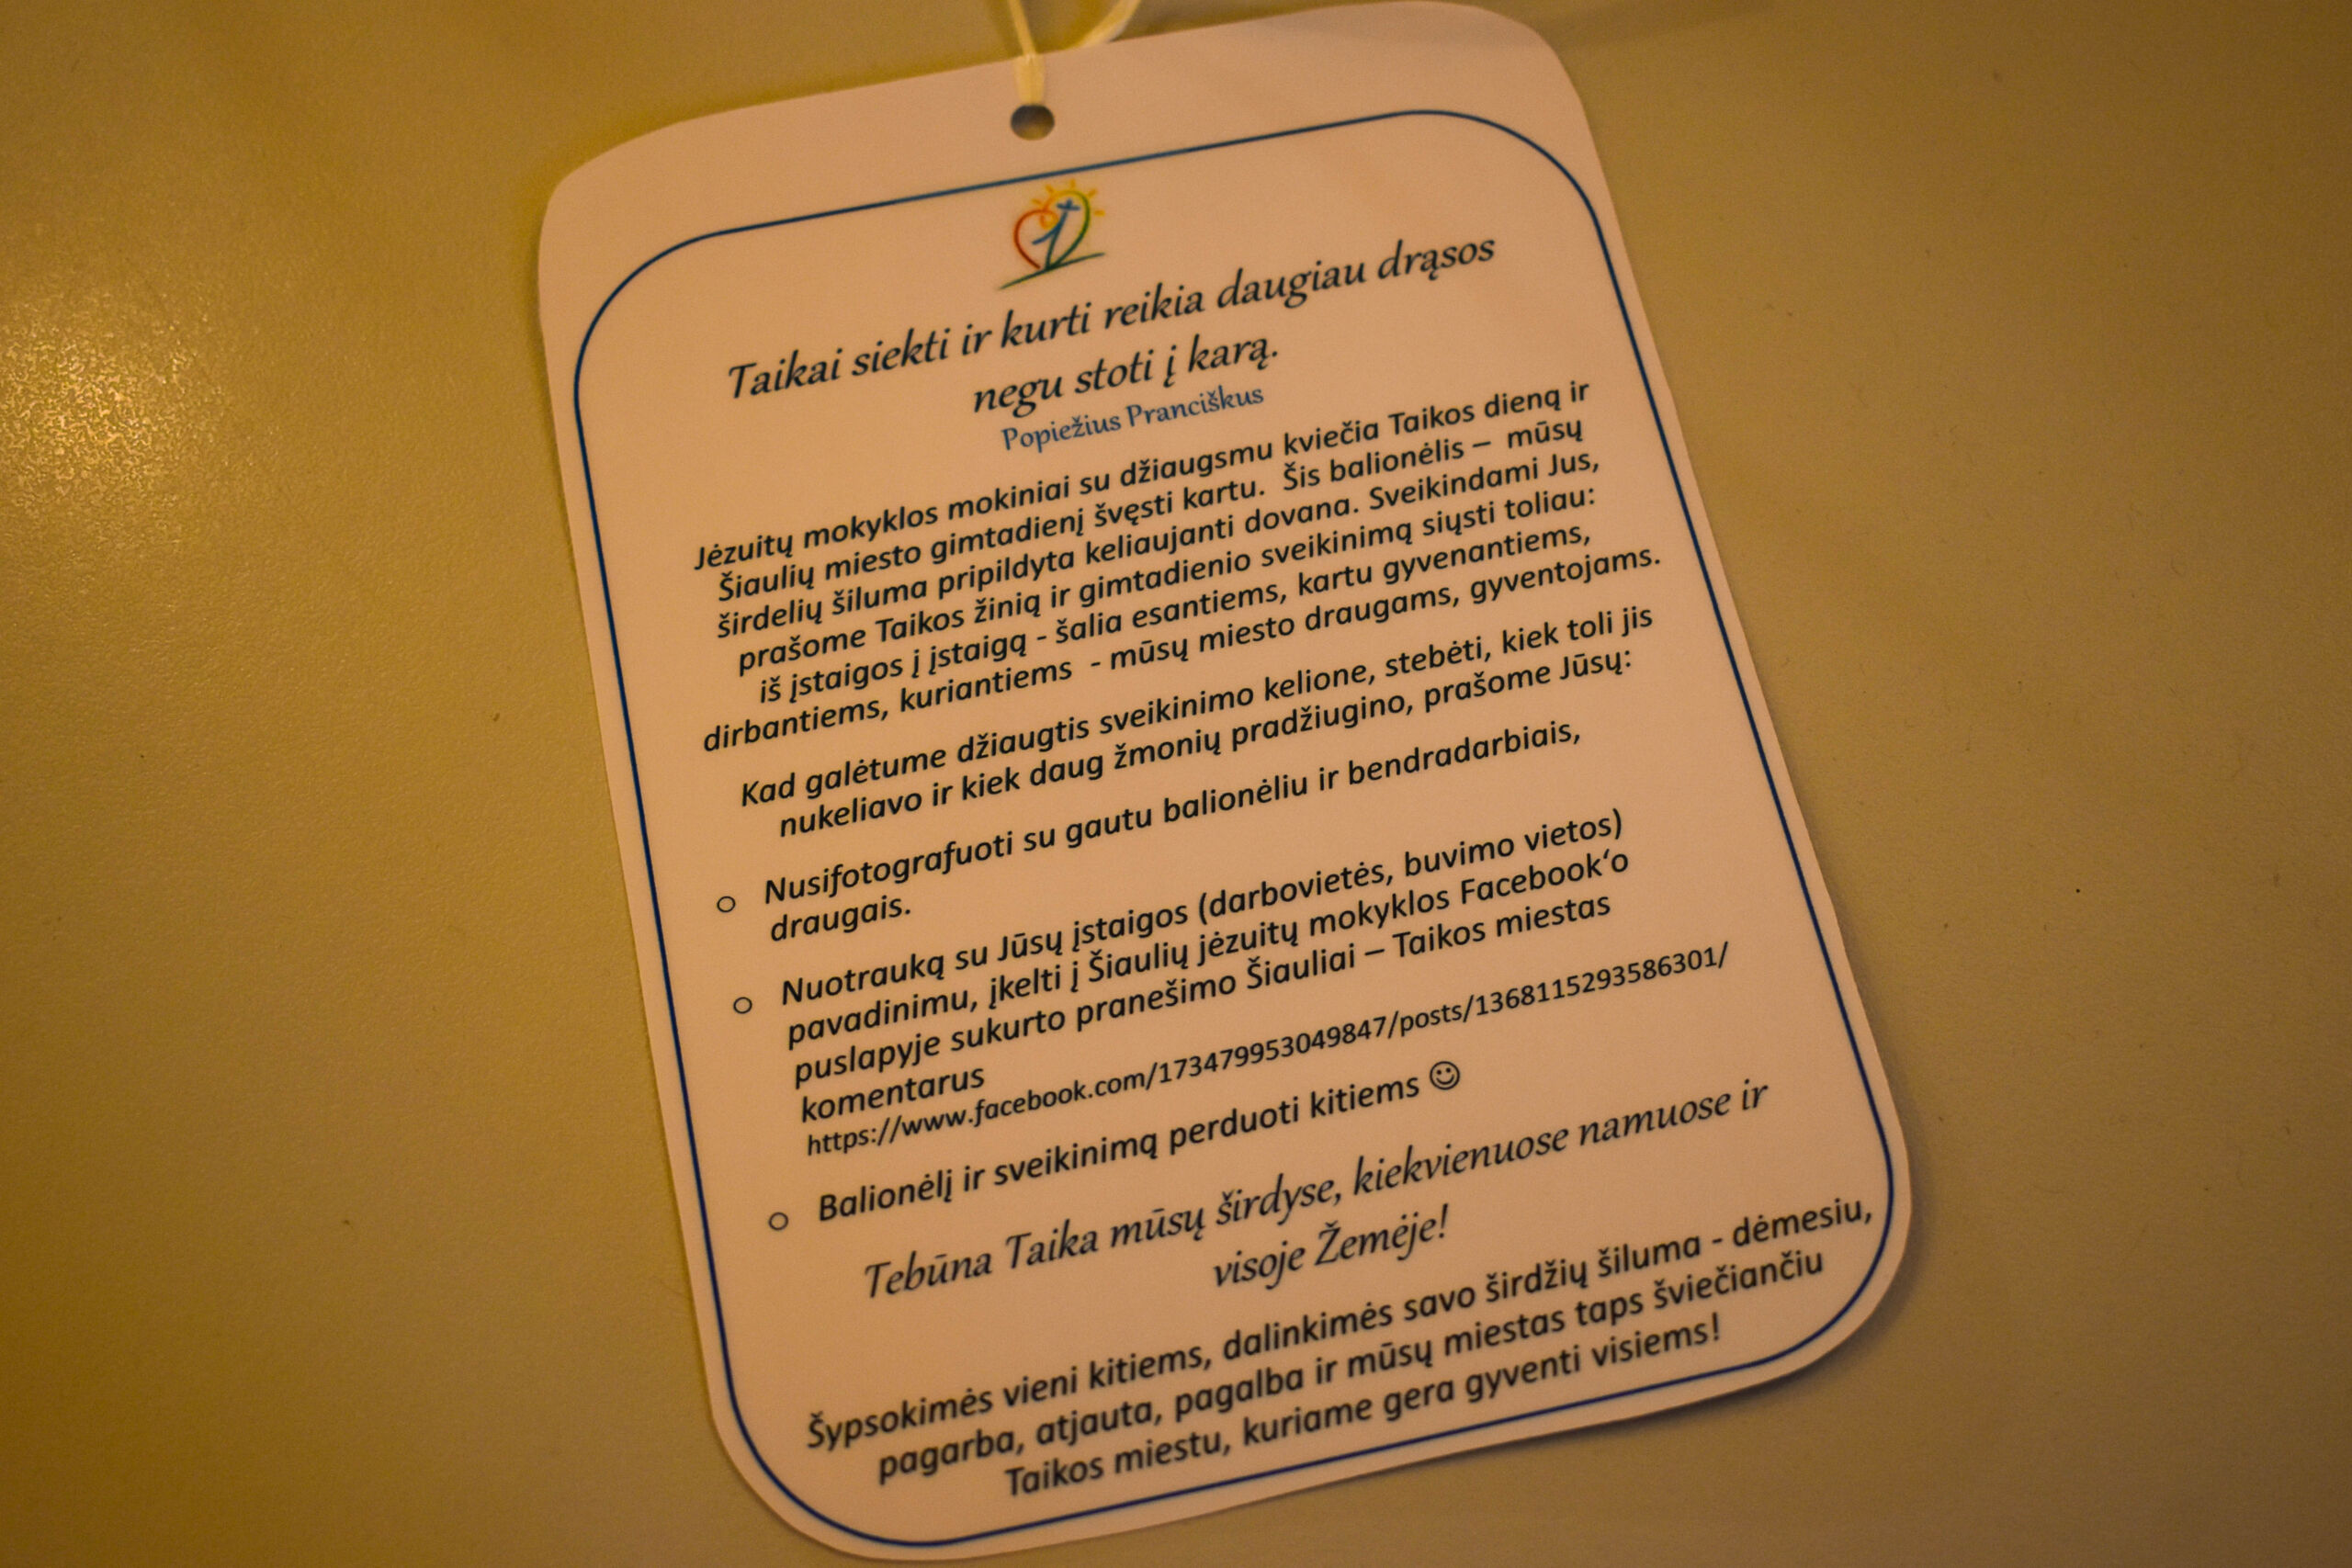 Taikai siekti ir kurti reikia daugiau drąsos
negu stoti į karą.
Popiežius Pranciškus
Jėzuitų mokyklos mokiniai su džiaugsmu kviečia Taikos dieną ir
Šiaulių miesto gimtadienį švęsti kartu. Šis balionėlis – mūsų
širdelių šiluma pripildyta keliaujanti dovana. Sveikindami Jus,
prašome Taikos žinią ir gimtadienio sveikinimą siųsti toliau:
iš įstaigos į įstaigą - šalia esantiems, kartu gyvenantiems,
dirbantiems, kuriantiems - mūsų miesto draugams, gyventojams.
Kad galėtume džiaugtis sveikinimo kelione, stebėti, kiek toli jis
nukeliavo ir kiek daug žmonių pradžiugino, prašome Jūsų:
o Nusifotografuoti su gautu balionėliu ir bendradarbiais,
draugais.
o Nuotrauką su Jūsų įstaigos (darbovietės, buvimo vietos)
pavadinimu, įkelti į Šiaulių jėzuitų mokyklos Facebook‘o
puslapyje sukurto pranešimo Šiauliai – Taikos miestas
komentarus
https://www.facebook.com/173479953049847/posts/1368115293586301/
o Balionėlį ir sveikinimą perduoti kitiems ☺
Tebūna Taika mūsų širdyse, kiekvienuose namuose ir
visoje Žemėje!
Šypsokimės vieni kitiems, dalinkimės savo širdžių šiluma - dėmesiu,
pagarba, atjauta, pagalba ir mūsų miestas taps šviečiančiu
Taikos miestu, kuriame gera gyventi visiems!